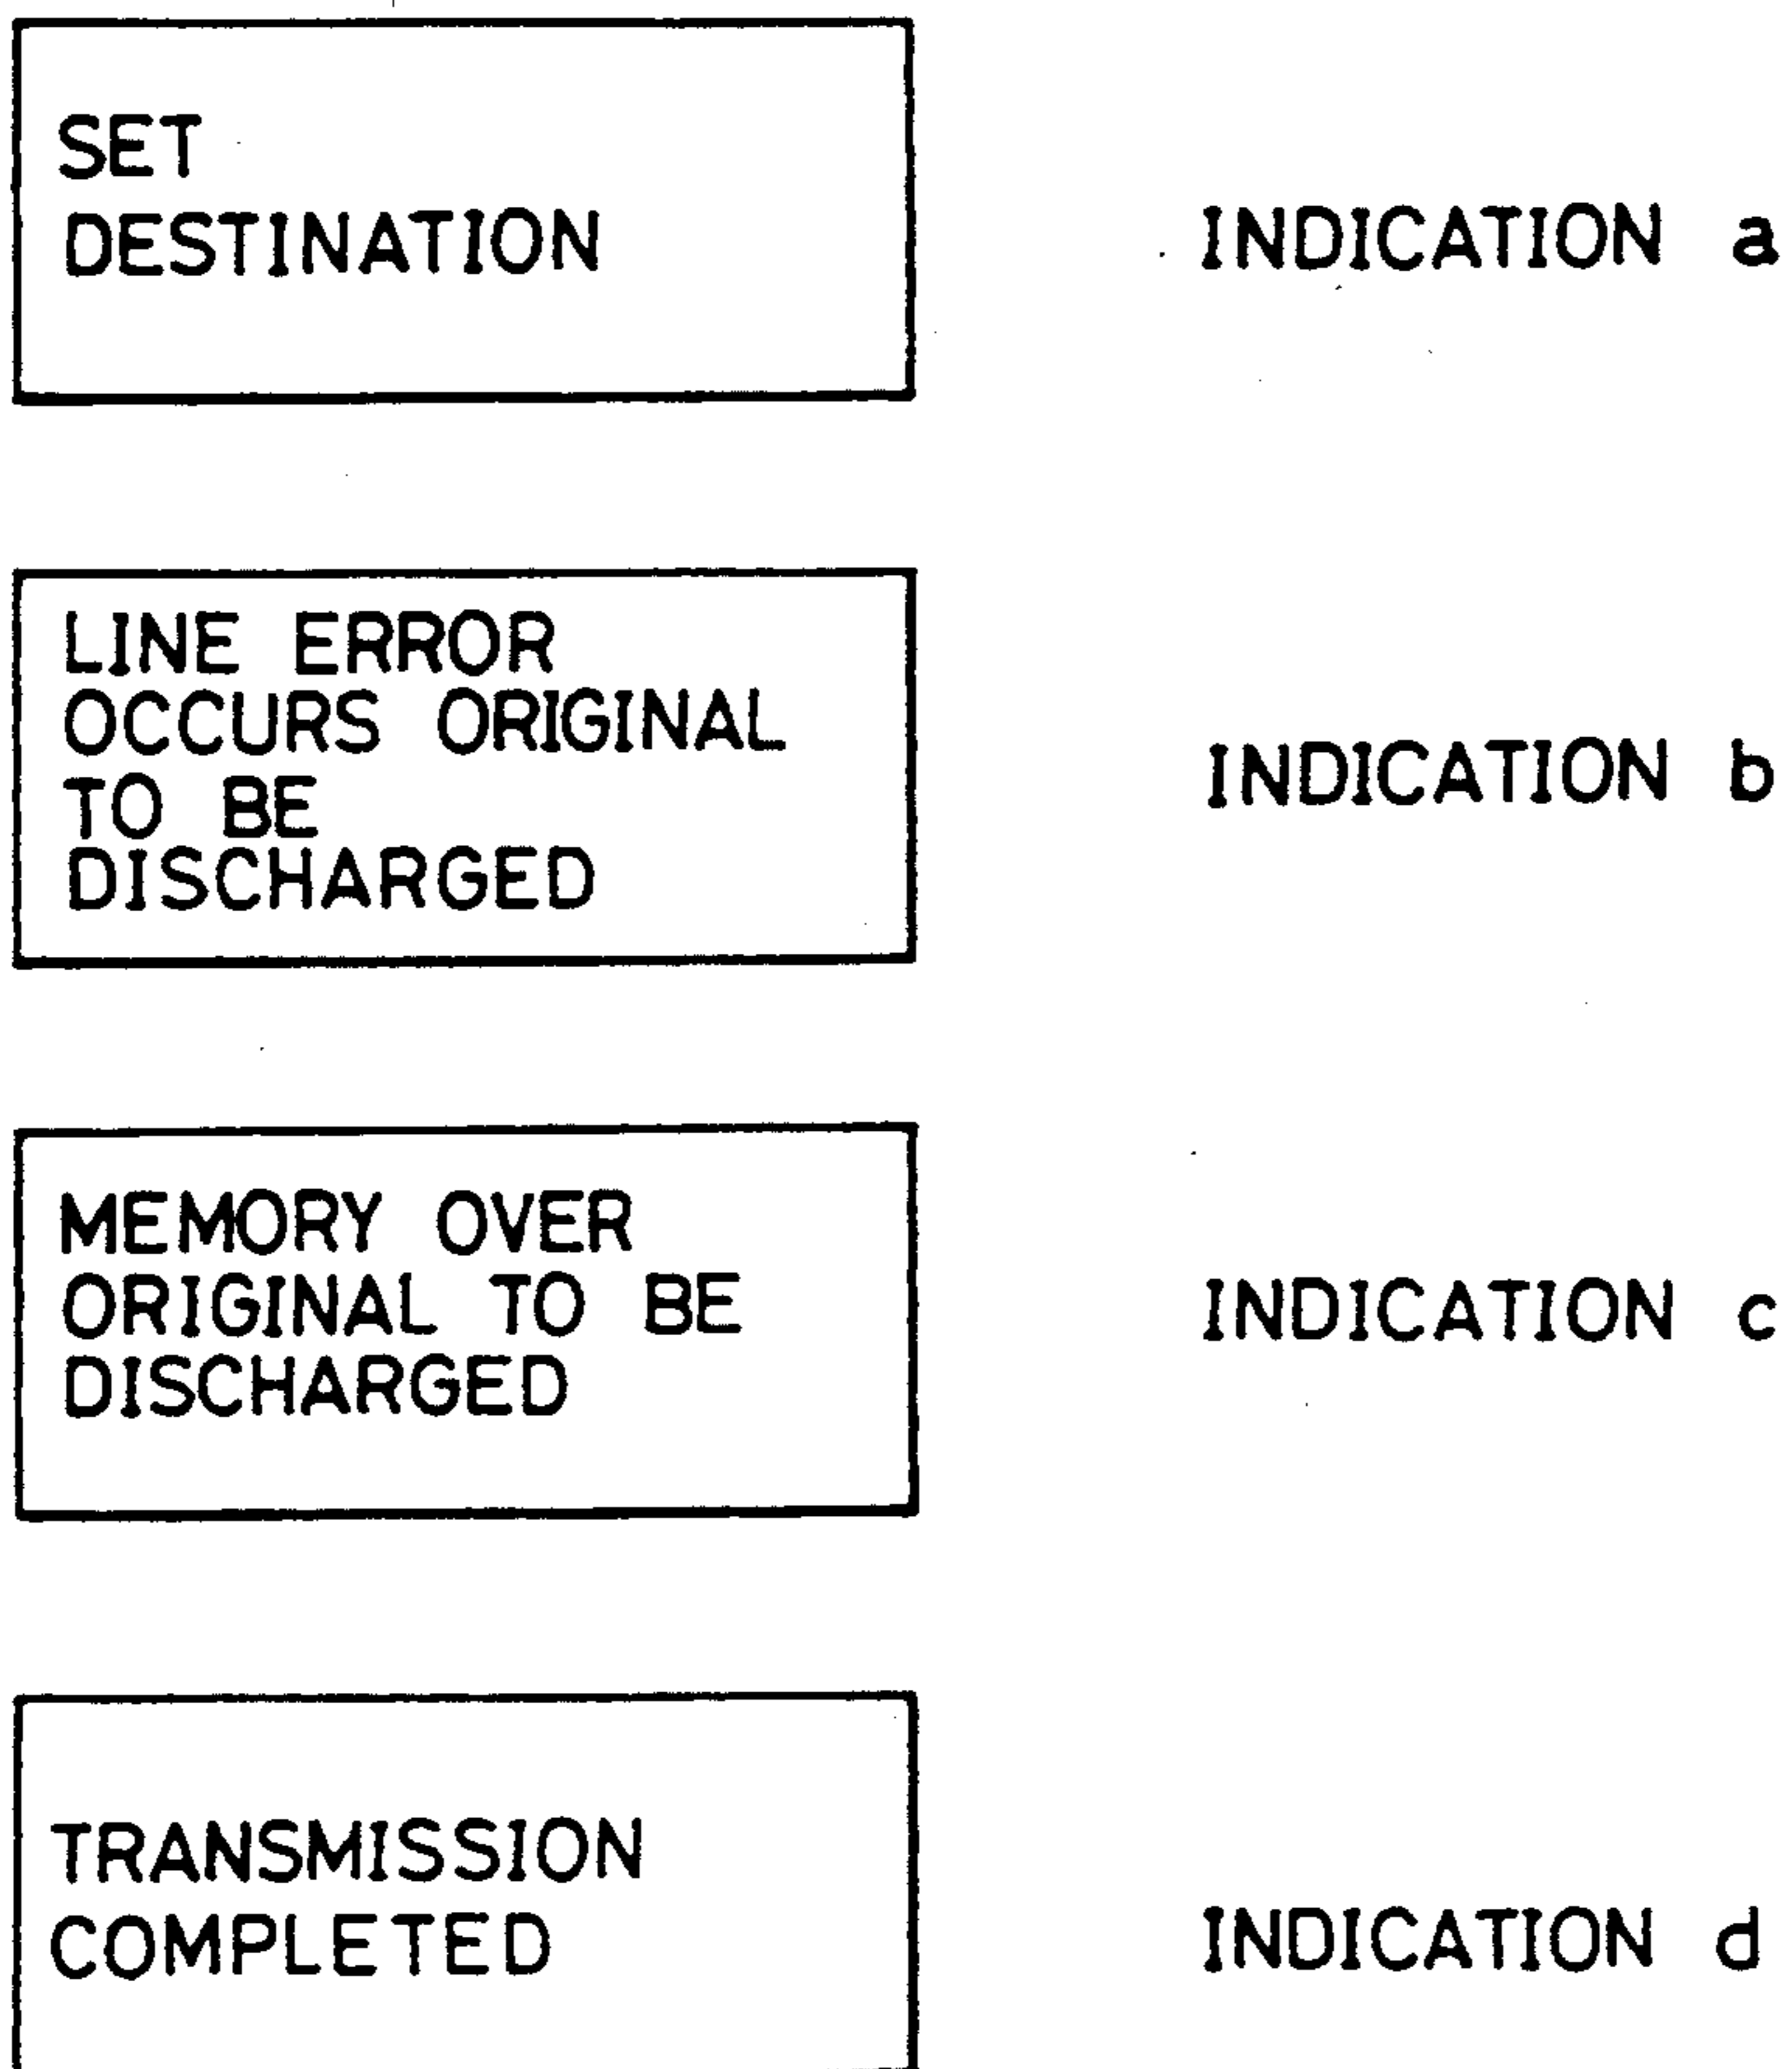 SET
DESTINATION
INDICATION a
LINE ERROR
OCCURS ORIGINAL
TO BE
DISCHARGED
INDICATION b
MEMORY OVER
ORIGINAL TO BE
DISCHARGED
INDICATION c
TRANSMISSION
COMPLETED
INDICATION d